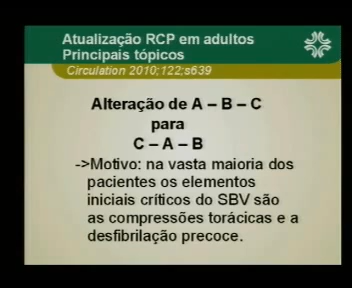 Atualização RCP em adultos
Principais tópicos
Circulation 2010;122;s639
Alteração de A – B – C
para
C – A – B
->Motivo: na vasta maioria dos
pacientes os elementos
iniciais críticos do SBV são
as compressões torácicas e a
desfibrilação precoce.